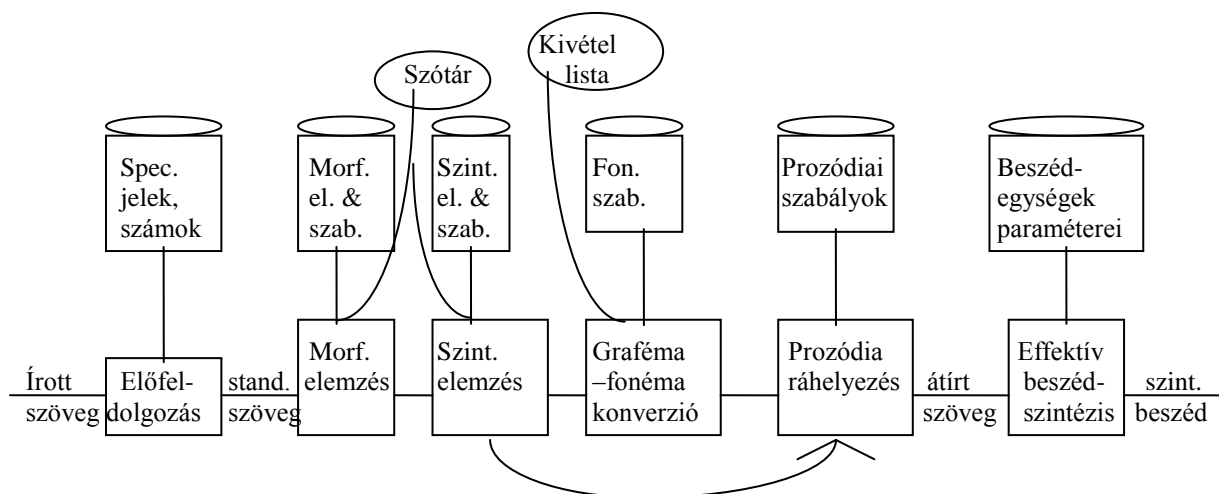 Kivétel
lista
Szótár
Spec.
jelek,
számok
Morf.
el. &
szab.
Szint.
el. &
szab.
Fon.
szab.
Prozódiai
szabályok
Beszéd-
egységek
paraméterei
Írott
szöveg
Előfel-
dolgozás
stand.
szöveg
Morf.
elemzés
Szint.
elemzés
Graféma
–fonéma
konverzió
Prozódia
ráhelyezés
átírt
szöveg
Effektív
beszéd-
szintézis
szint.
beszéd